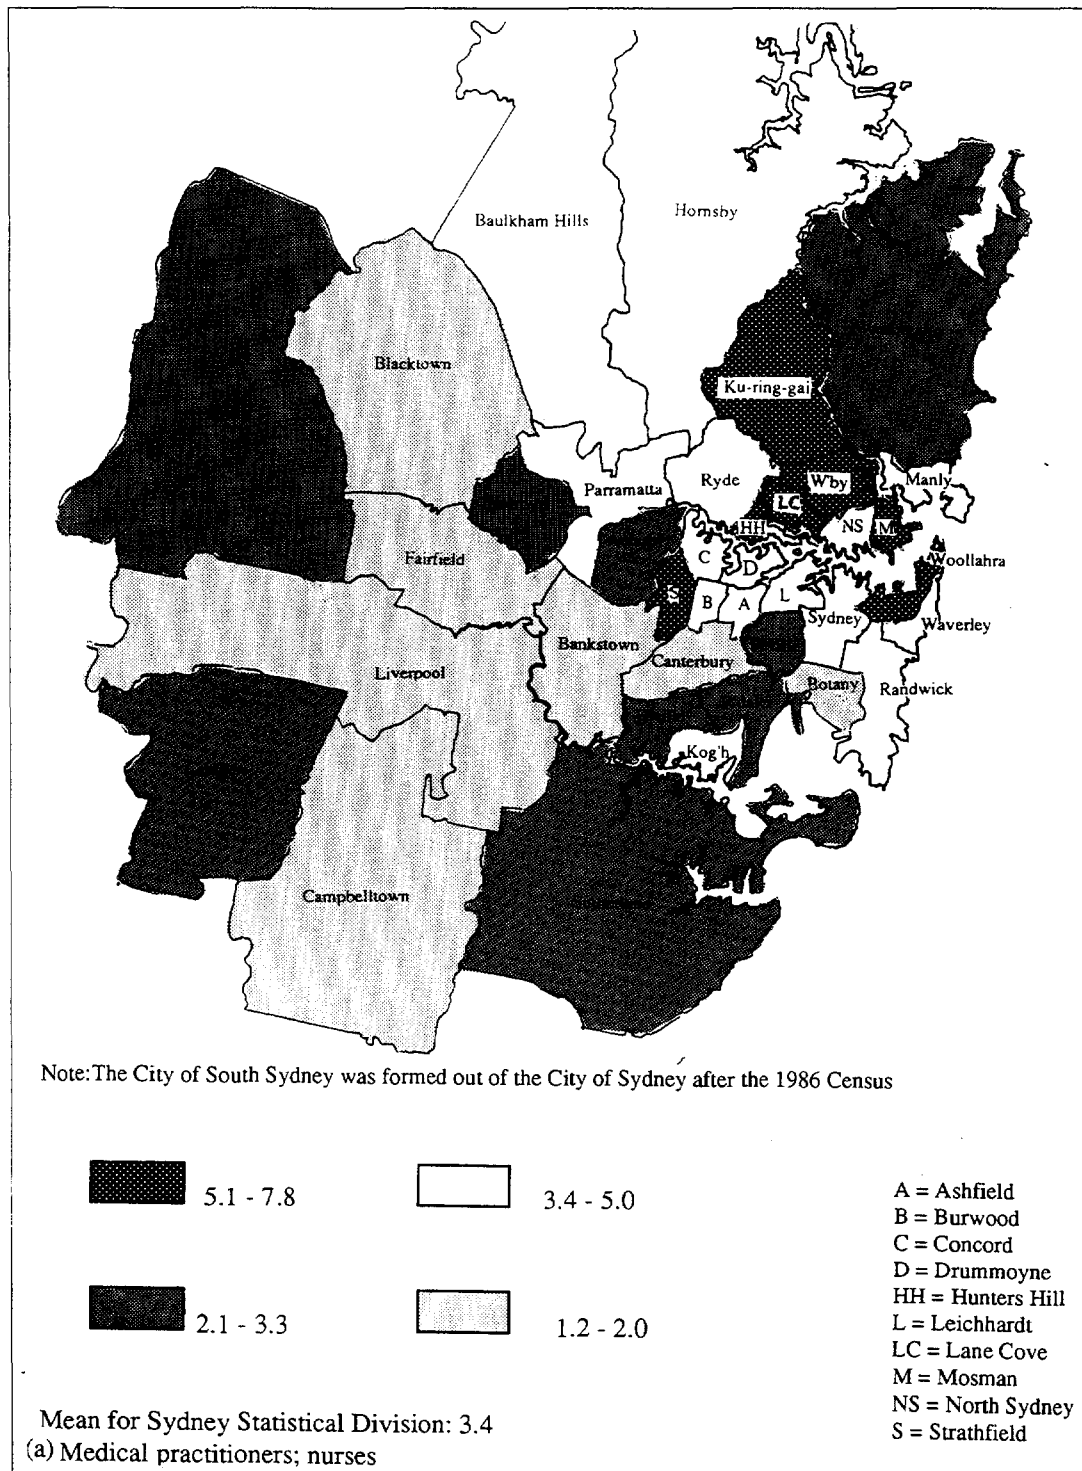 Baulkham Hills
Hornsby
Blacktown
Ku-ring-gai
Parramatta
Ryde
W'by
Manly
LC
HH
NS
M
Fairfield
C
D
Woollahra
S
B
A
L
Sydney
Waverley
Bankstown
Canterbury
Liverpool
Botany
Randwick
Kog'h
Campbelltown
Note:The City of South Sydney was formed out of the City of Sydney after the 1986 Census
5.1 - 7.8
3.4 - 5.0
2.1 - 3.3
1.2 - 2.0
A = Ashfield
B = Burwood
C = Concord
D = Drummoyne
HH = Hunters Hill
L = Leichhardt
LC = Lane Cove
M = Mosman
NS = North Sydney
S = Strathfield
Mean for Sydney Statistical Division: 3.4
(a) Medical practitioners; nurses